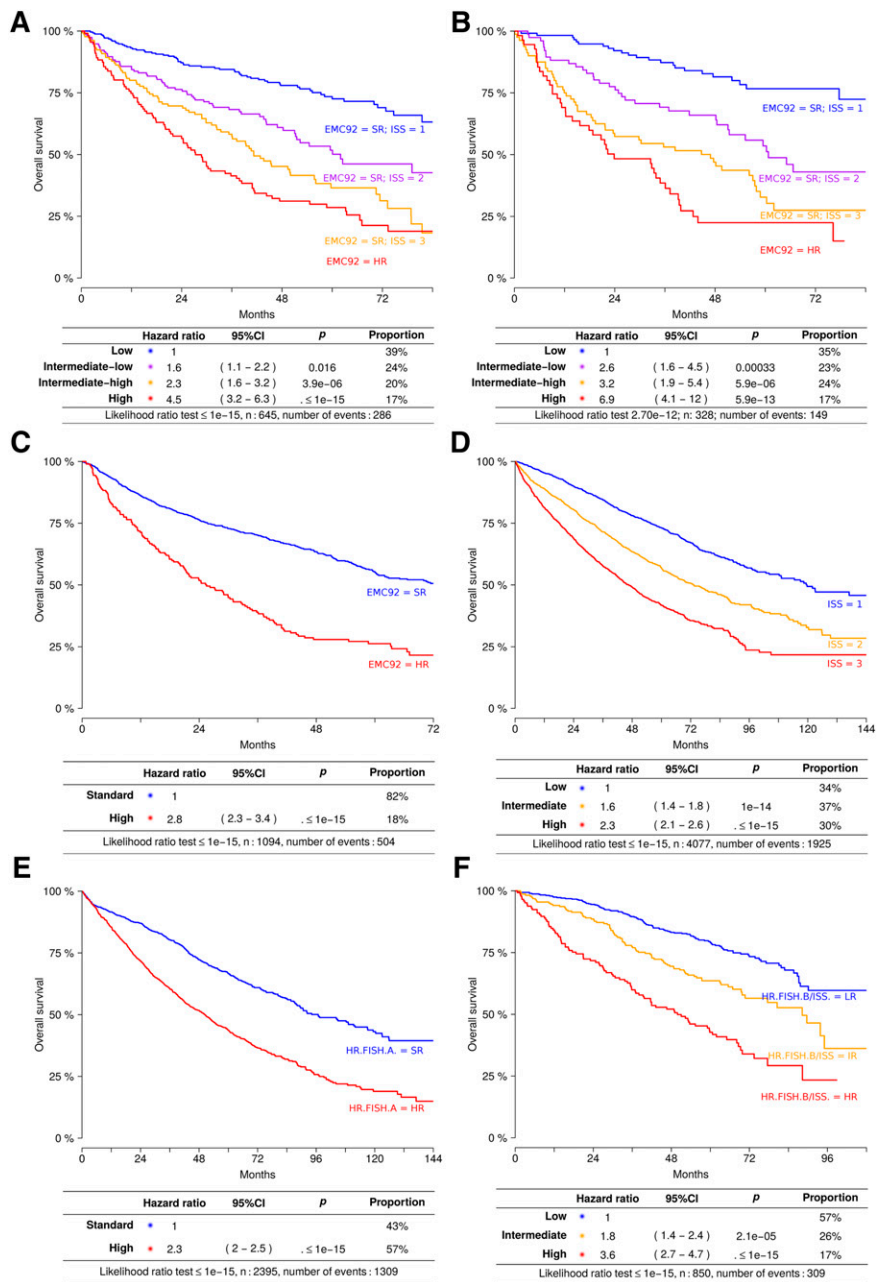 A
100 %
75 %
50 %
25 %
0 %
Overall survival
EMC92 = SR; ISS = 1
EMC92 = SR; ISS = 2
EMC92 = SR; ISS = 3
EMC92 = HR
0 24 48 72
Months
Hazard ratio 95%CI p Proportion
Low * 1 39%
Intermediate–low * 1.6 ( 1.1 – 2.2 ) 0.016 24%
Intermediate–high * 2.3 ( 1.6 – 3.2 ) 3.9e–06 20%
High * 4.5 ( 3.2 – 6.3 ) . ≤ 1e–15 17%
Likelihood ratio test ≤ 1e–15, n : 645, number of events : 286
B
100 %
75 %
50 %
25 %
0 %
Overall survival
EMC92 = SR; ISS = 1
EMC92 = SR; ISS = 2
EMC92 = SR; ISS = 3
EMC92 = HR
0 24 48 72
Months
Hazard ratio 95%CI p Proportion
Low * 1 35%
Intermediate–low * 2.6 ( 1.6 – 4.5 ) 0.00033 23%
Intermediate–high * 3.2 ( 1.9 – 5.4 ) 5.9e–06 24%
High * 6.9 ( 4.1 – 12 ) 5.9e–13 17%
Likelihood ratio test 2.70e–12; n: 328; number of events : 149
C
100 %
75 %
50 %
25 %
0 %
Overall survival
EMC92 = SR
EMC92 = HR
0 24 48 72
Months
Hazard ratio 95%CI p Proportion
Standard * 1 82%
High * 2.8 ( 2.3 – 3.4 ) . ≤ 1e–15 18%
Likelihood ratio test ≤ 1e–15, n : 1094, number of events : 504
D
100 %
75 %
50 %
25 %
0 %
Overall survival
ISS = 1
ISS = 2
ISS = 3
0 24 48 72 96 120 144
Months
Hazard ratio 95%CI p Proportion
Low * 1 34%
Intermediate * 1.6 ( 1.4 – 1.8 ) 1e–14 37%
High * 2.3 ( 2.1 – 2.6 ) . ≤ 1e–15 30%
Likelihood ratio test ≤ 1e–15, n : 4077, number of events : 1925
E
100 %
75 %
50 %
25 %
0 %
Overall survival
HR.FISH.A. = SR
HR.FISH.A = HR
0 24 48 72 96 120 144
Months
Hazard ratio 95%CI p Proportion
Standard * 1 43%
High * 2.3 ( 2 – 2.5 ) . ≤ 1e–15 57%
Likelihood ratio test ≤ 1e–15, n : 2395, number of events : 1309
F
100 %
75 %
50 %
25 %
0 %
Overall survival
HR.FISH.B/ISS. = LR
HR.FISH.B/ISS = IR
HR.FISH.B/ISS. = HR
0 24 48 72 96
Months
Hazard ratio 95%CI p Proportion
Low * 1 57%
Intermediate * 1.8 ( 1.4 – 2.4 ) 2.1e–05 26%
High * 3.6 ( 2.7 – 4.7 ) . ≤ 1e–15 17%
Likelihood ratio test ≤ 1e–15, n : 850, number of events : 309